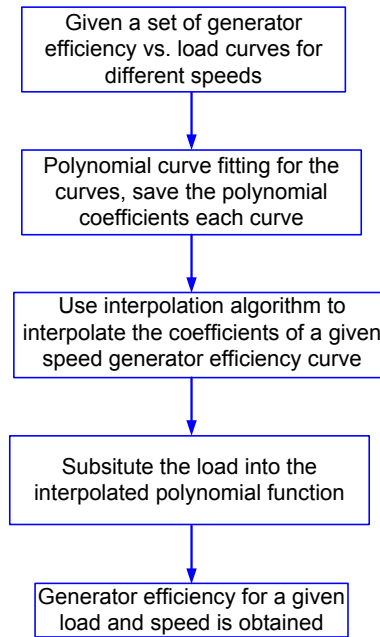 Given a set of generator
efficiency vs. load curves for
different speeds
Polynomial curve fitting for the
curves, save the polynomial
coefficients each curve
Use interpolation algorithm to
interpolate the coefficients of a given
speed generator efficiency curve
Subsitute the load into the
interpolated polynomial function
Generator efficiency for a given
load and speed is obtained